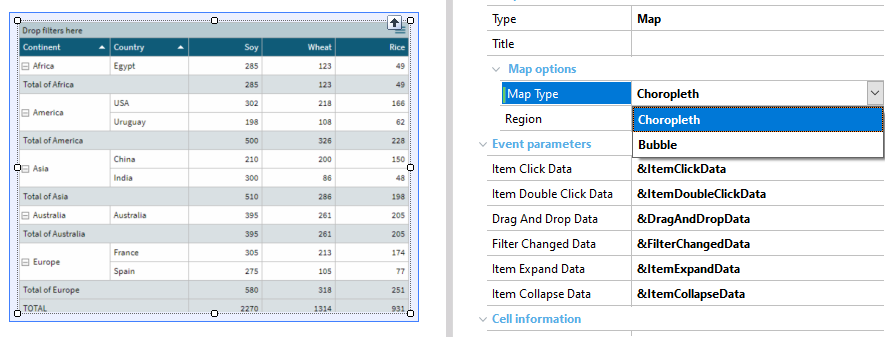 Drop filters here
Continent Country Soy Wheat Rice
Africa Egypt 285 123 49
Total of Africa 285 123 49
America USA 302 218 166
Uruguay 198 108 62
Total of America 500 326 228
Asia China 210 200 150
India 300 86 48
Total of Asia 510 286 198
Australia Australia 395 261 205
Total of Australia 395 261 205
Europe France 305 213 174
Spain 275 105 77
Total of Europe 580 318 251
TOTAL 2270 1314 931
Type Map
Title
Map options
Map Type Choropleth
Choropleth
Region
Bubble
Event parameters
Item Click Data &ItemClickData
Item Double Click Data &ItemDoubleClickData
Drag And Drop Data &DragAndDropData
Filter Changed Data &FilterChangedData
Item Expand Data &ItemExpandData
Item Collapse Data &ItemCollapseData
Cell information